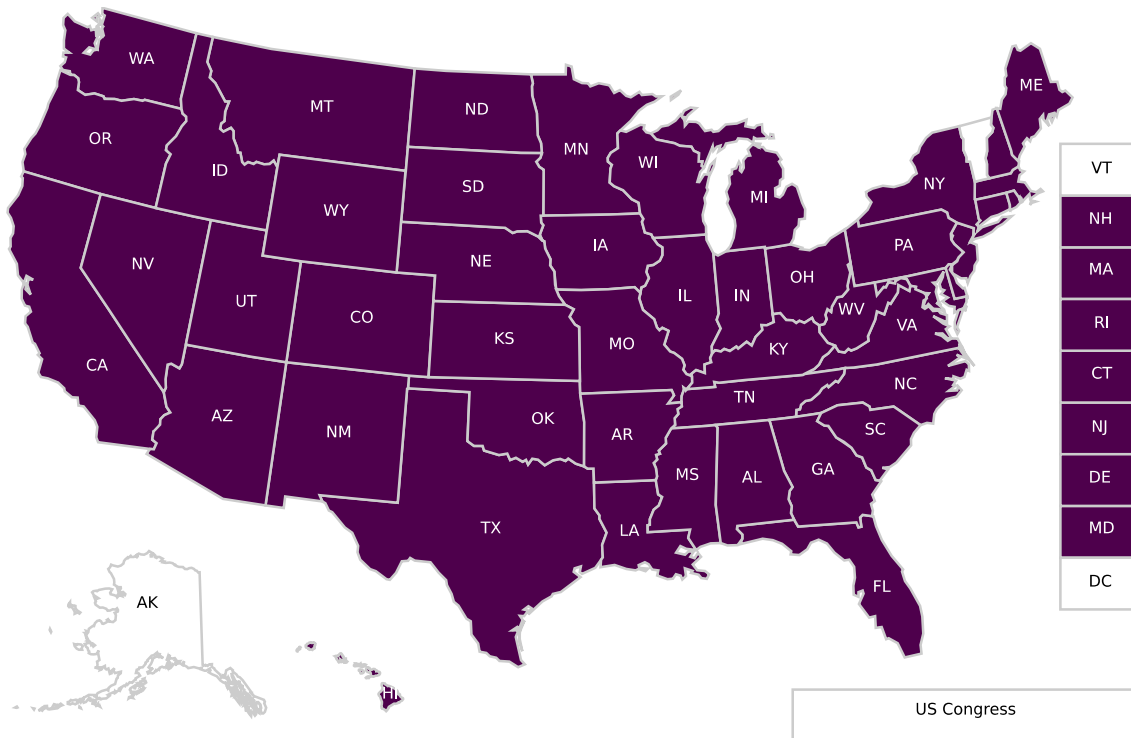 WA
MT
ND
MN
ME
OR
ID
SD
WI
NY
VT
WY
MI
NH
NV
NE
IA
PA
MA
UT
CO
IL
IN
OH
WV
VA
RI
CA
KS
MO
KY
CT
AZ
NM
OK
AR
TN
NC
NJ
SC
MS
AL
GA
DE
TX
LA
MD
AK
FL
DC
HI
US Congress